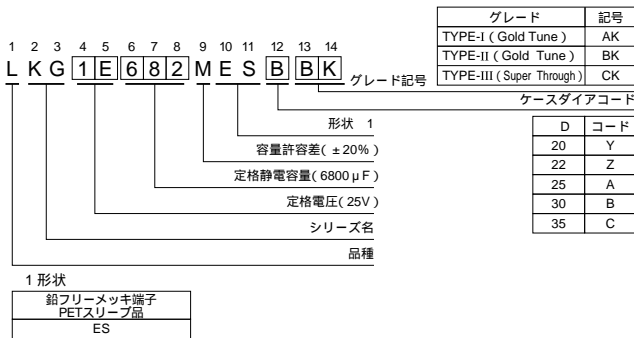 グレード 記号
TYPE-I ( Gold Tune ) AK
TYPE-II ( Gold Tune ) BK
TYPE-III ( Super Through ) CK
1 2 3 4 5 6 7 8 9 10 11 12 13 14
L K G 1 E 6 8 2 M E S B B K
グレード記号
ケースダイアコード
形状 1
容量許容差( ±20% )
定格静電容量( 6800 μF )
定格電圧( 25V )
シリーズ名
品種
D コード
20 Y
22 Z
25 A
30 B
35 C
1 形状
鉛フリーメッキ端子
PETスリーブ品
ES